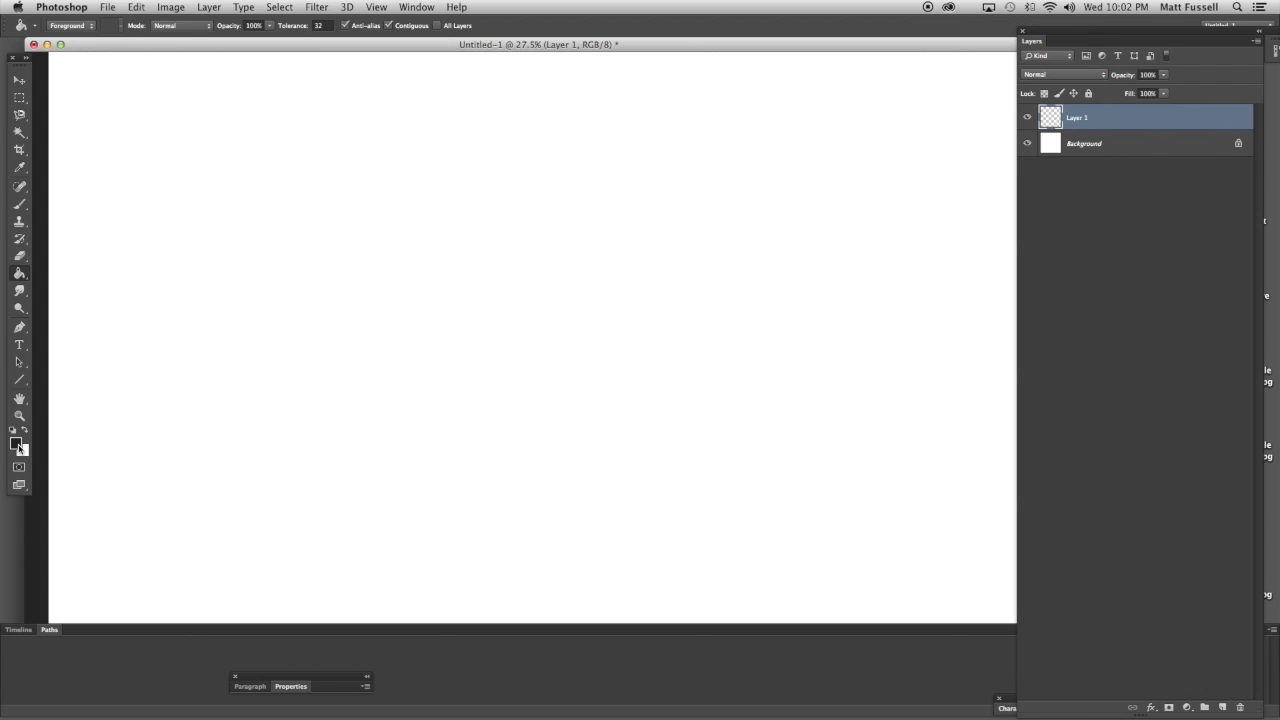 Photoshop File Edit Image Layer Type Select Filter 3D View Window Help Wed 10:02 PM Matt Fussell
Foreground Mode: Normal Opacity: 100% Tolerance: 32 Anti-alias Contiguous All Layers Untitled-1
Untitled-1 @ 27.5% (Layer 1, RGB/8) *
Layers
Kind
Normal Opacity: 100%
Lock: Fill: 100%
Layer 1
Background
Timeline Paths
Paragraph Properties
Chara